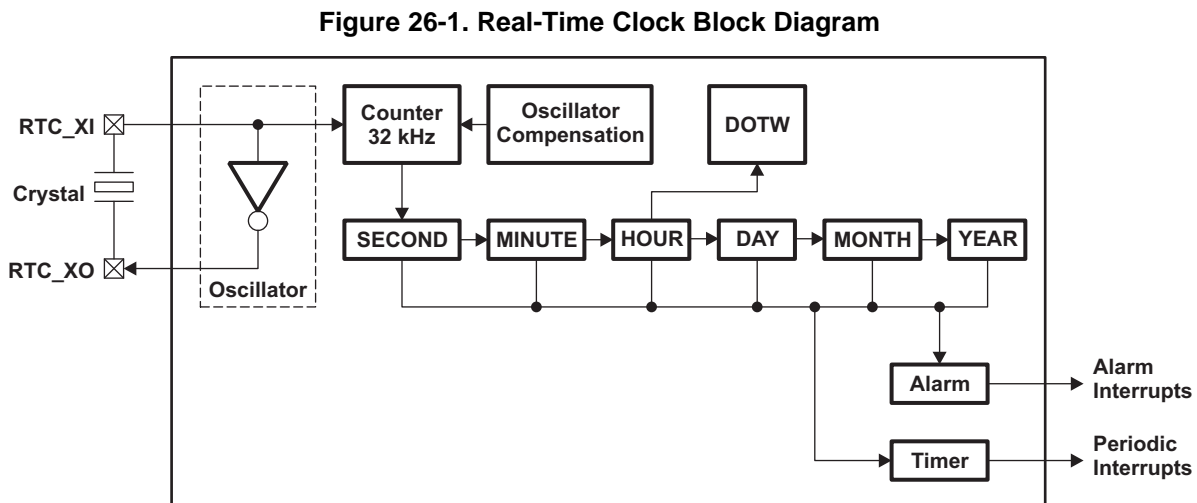 Figure 26-1. Real-Time Clock Block Diagram
RTC_XI
Crystal
RTC_XO
Oscillator
Counter
32 kHz
Oscillator
Compensation
DOTW
SECOND
MINUTE
HOUR
DAY
MONTH
YEAR
Alarm
Alarm
Interrupts
Timer
Periodic
Interrupts